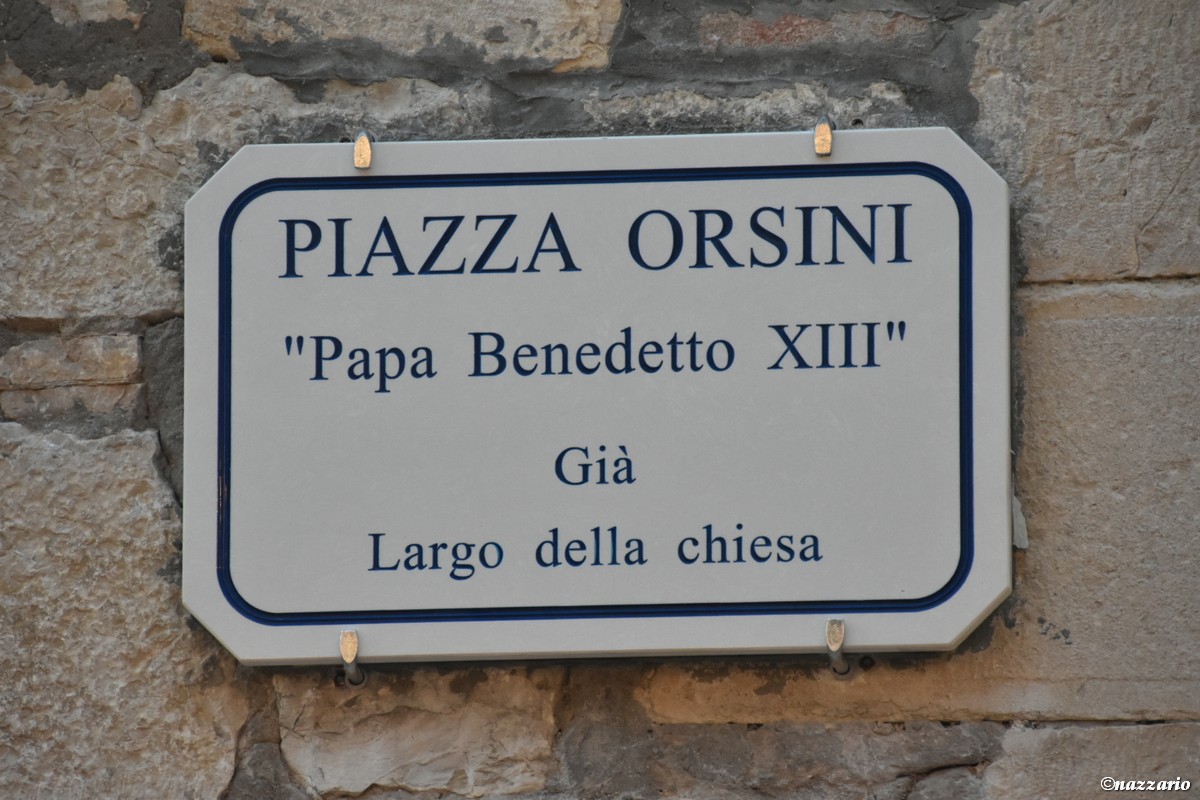 PIAZZA ORSINI
"Papa Benedetto XIII"
Già
Largo della chiesa
©nazzario